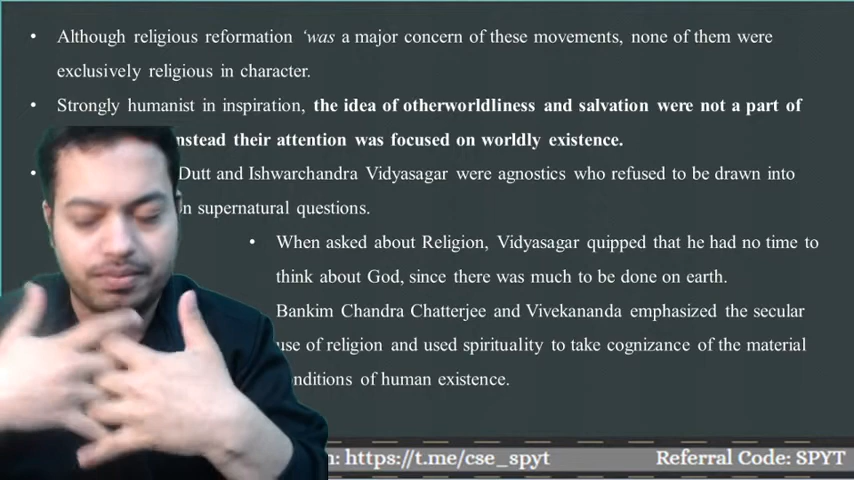 • Although religious reformation ‘was a major concern of these movements, none of them were
exclusively religious in character.
• Strongly humanist in inspiration, the idea of otherworldliness and salvation were not a part of
nstead their attention was focused on worldly existence.
• Dutt and Ishwarchandra Vidyasagar were agnostics who refused to be drawn into
n supernatural questions.
• When asked about Religion, Vidyasagar quipped that he had no time to
think about God, since there was much to be done on earth.
Bankim Chandra Chatterjee and Vivekananda emphasized the secular
use of religion and used spirituality to take cognizance of the material
nditions of human existence.
n: https://t.me/cse_spyt Referral Code: SPYT